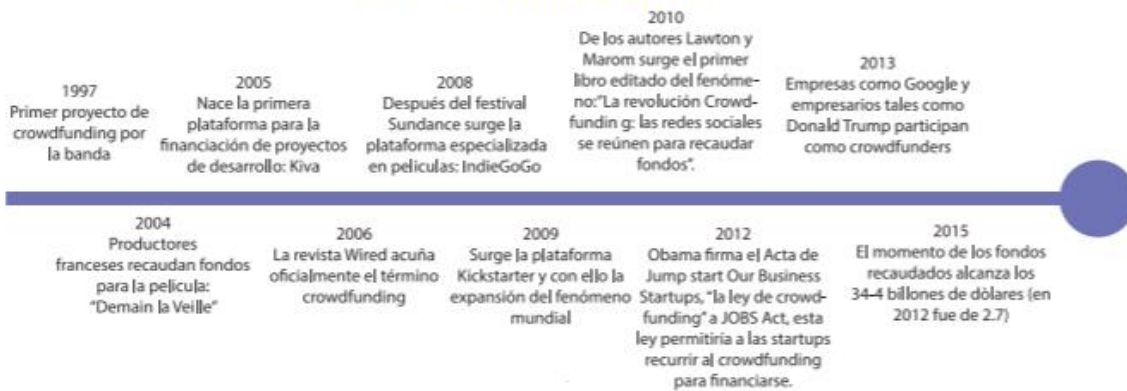 1997
Primer proyecto de
crowdfunding por
la banda
2004
Productores
franceses recaudan fondos
para la pelicula:
"Demain la Veille"
2005
Nace la primera
plataforma para la
financiación de proyectos
de desarrollo: Kiva
2006
La revista Wired acuña
oficialmente el término
crowdfunding
2008
Después del festival
Sundance surge la
plataforma especializada
en peliculas: IndieGoGo
2009
Surge la plataforma
Kickstarter y con ello la
expansión del fenómeno
mundial
2010
De los autores Lawton y
Marom surge el primer
libro editado del fenóme-
no:"La revolución Crowd-
fundin g: las redes sociales
se reúnen para recaudar
fondos".
2012
Obama firma el Acta de
Jump start Our Business
Startups, "la ley de crowd-
funding" a JOBS Act, esta
ley permitiria a las startups
recurrir al crowdfunding
para financiarse.
2013
Empresas como Google y
empresarios tales como
Donald Trump participan
como crowdfunders
2015
El momento de los fondos
recaudados alcanza los
34-4 billones de dòlares (en
2012 fue de 2.7)